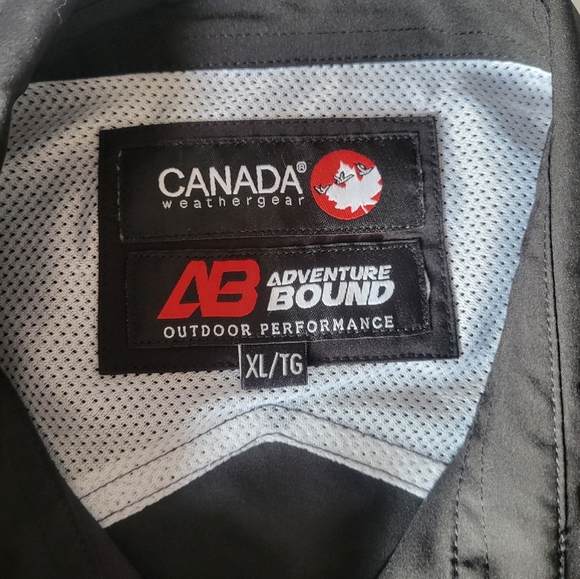 CANADA®
weathergear
AB ADVENTURE
BOUND
OUTDOOR PERFORMANCE
XL/TG